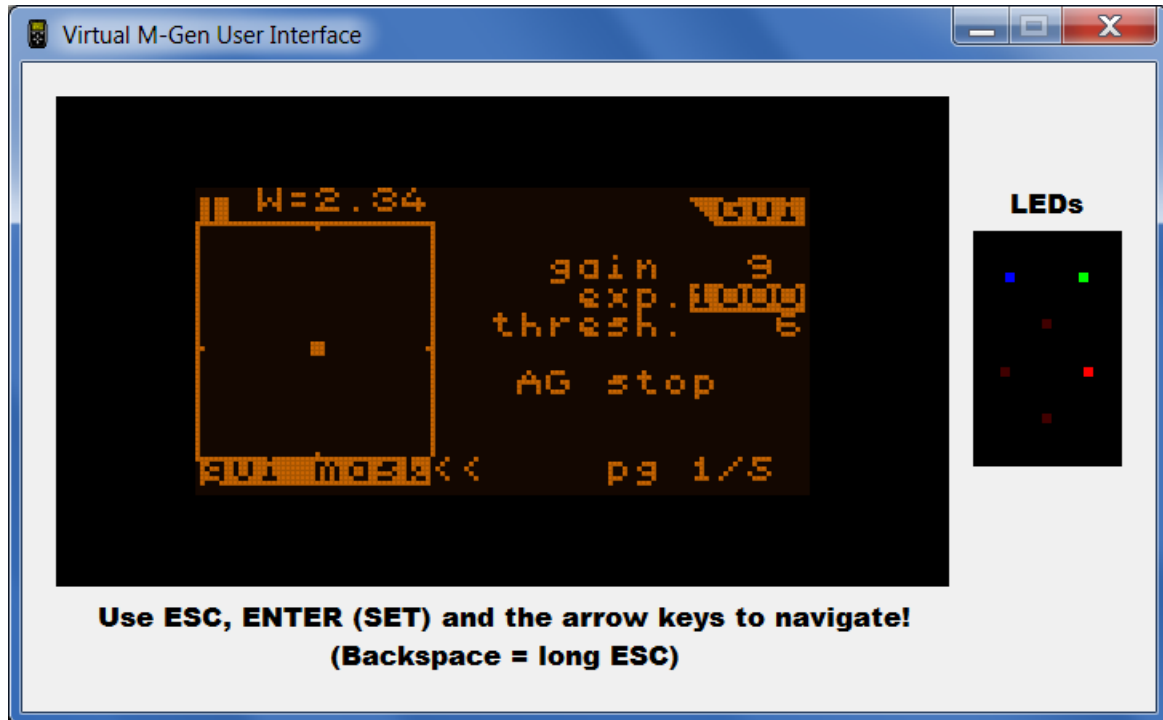 Virtual M-Gen User Interface
W=2.34
GUi
gain 9
exp. 1000
thresh. 6
AG stop
gui mask<< pg 1/5
LEDs
Use ESC, ENTER (SET) and the arrow keys to navigate!
(Backspace = long ESC)